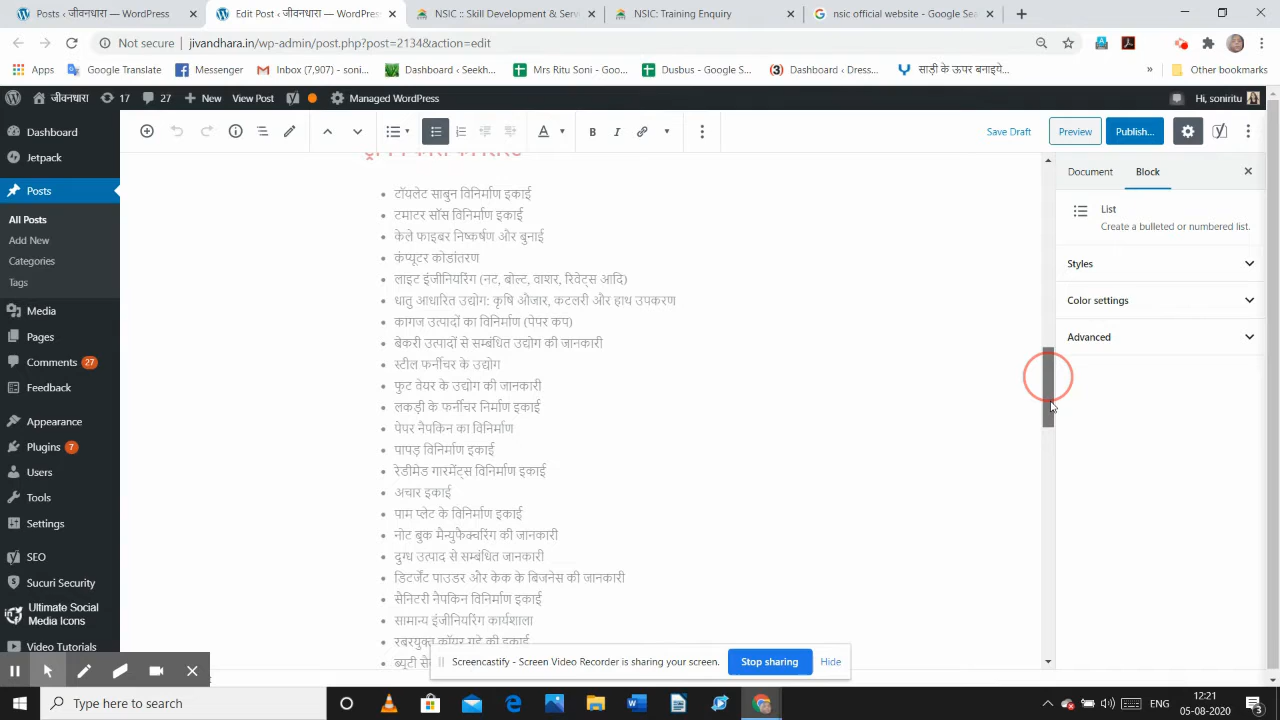 Posts ‹ जीवनधारा — WordPress
Edit Post ‹ जीवनधारा — WordPres
NSIC :: Skill Development & Serv
NSIC: Training Enquiry
nsic official website - Google Sea
Not secure | jivandhara.in/wp-admin/post.php?post=2134&action=edit
Apps
Google Translate
Messenger
Inbox (7,907) - soni...
Dashboard ‹ Seekh...
Mrs Ritu Soni - Goo...
Dusbus - Google S...
Dashboard ‹ Dress...
साड़ी के ऊपर बनाइये...
»
Other bookmarks
जीवनधारा
17
27
+ New
View Post
Managed WordPress
Hi, soniritu
Dashboard
Jetpack
Posts
All Posts
Add New
Categories
Tags
Media
Pages
Comments 27
Feedback
Appearance
Plugins 7
Users
Tools
Settings
SEO
Sucuri Security
Ultimate Social Media Icons
Video Tutorials
A
B
I
Save Draft
Preview
Publish...
टॉयलेट साबुन विनिर्माण इकाई
टमाटर सॉस विनिर्माण इकाई
केले फाइबर निष्कर्षण और बुनाई
कंप्यूटर कोडांतरण
लाइट इंजीनियरिंग (नट, बोल्ट, वाशर, रिवेट्स आदि)
धातु आधारित उद्योग: कृषि औजार, कटलरी और हाथ उपकरण
कागज उत्पादों का विनिर्माण (पेपर कप)
बेकरी उत्पादों से सम्बंधित उद्योग की जानकारी
स्टील फर्नीचर के उद्योग
फुट वेयर के उद्योग की जानकारी
लकड़ी के फर्नीचर निर्माण इकाई
पेपर नैपकिन का विनिर्माण
पापड़ विनिर्माण इकाई
रेडीमेड गारमेंट्स विनिर्माण इकाई
अचार इकाई
पाम प्लेट के विनिर्माण इकाई
नोट बुक मैन्युफैक्चरिंग की जानकारी
दुग्ध उत्पाद से सम्बंधित जानकारी
डिटर्जेंट पाउडर और केक के बिजनेस की जानकारी
सैनिटरी नैपकिन विनिर्माण इकाई
सामान्य इंजीनियरिंग कार्यशाला
रबरयुक्त कॉयर गद्दे की इकाई
Document
Block
List
Create a bulleted or numbered list.
Styles
Color settings
Advanced
Screencastify - Screen Video Recorder is sharing your screen.
Stop sharing
Hide
Type here to search
ENG
12:21
05-08-2020
3